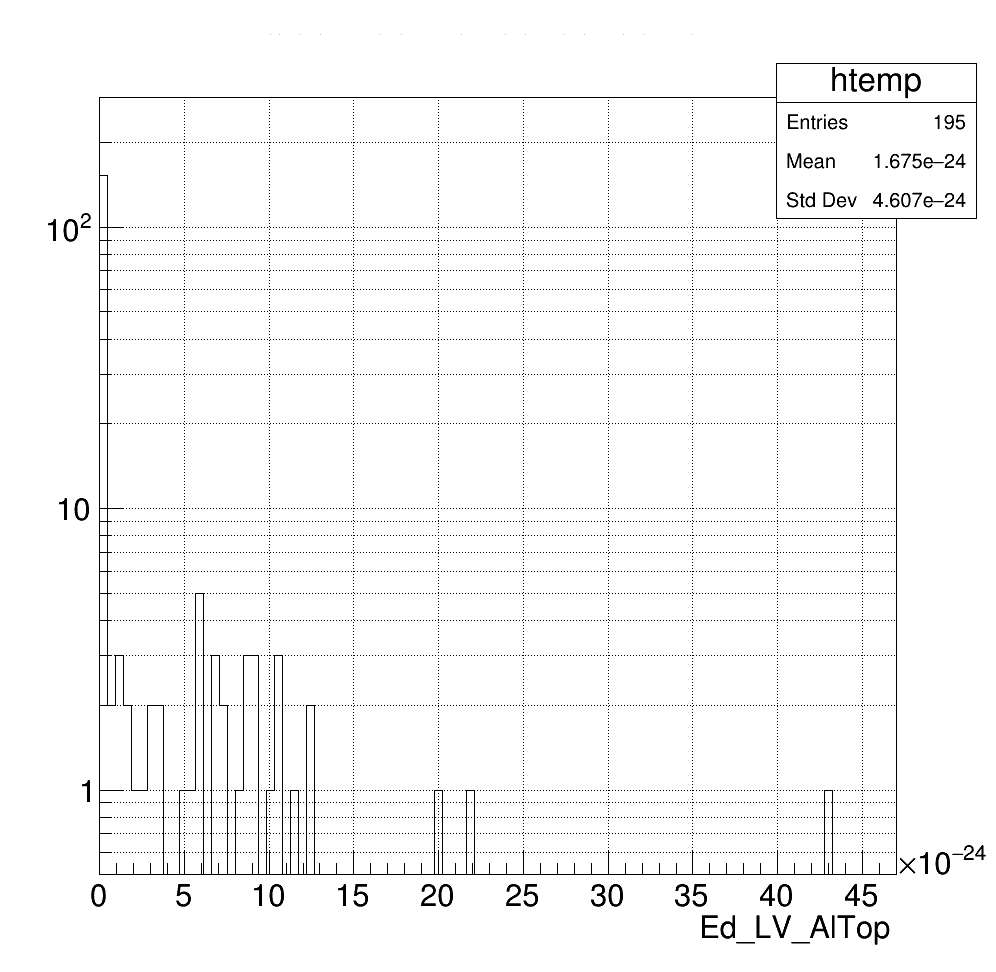 htemp
Entries 195
Mean 1.675e−24
Std Dev 4.607e−24
10²
10
1
0 5 10 15 20 25 30 35 40 45
×10⁻²⁴
Ed_LV_AlTop